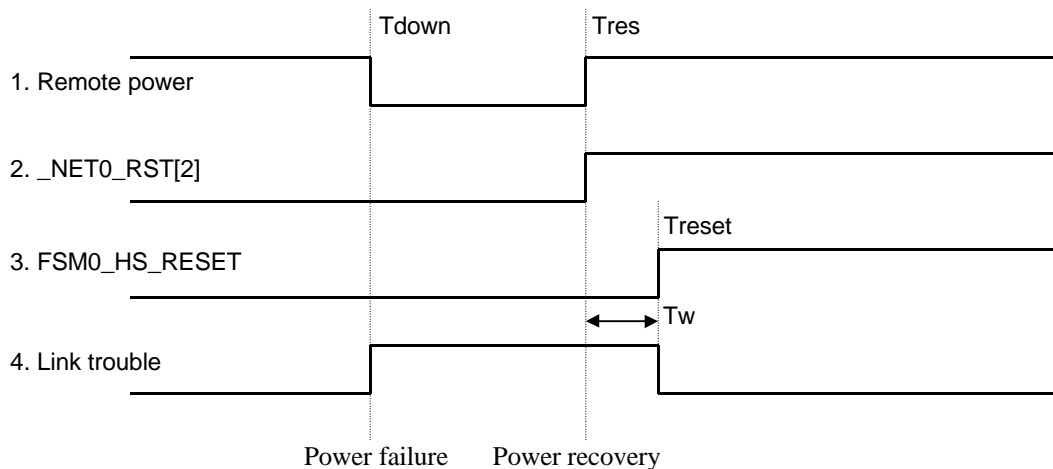 Tdown
Tres
1. Remote power
2. _NET0_RST[2]
Treset
3. FSM0_HS_RESET
Tw
4. Link trouble
Power failure
Power recovery